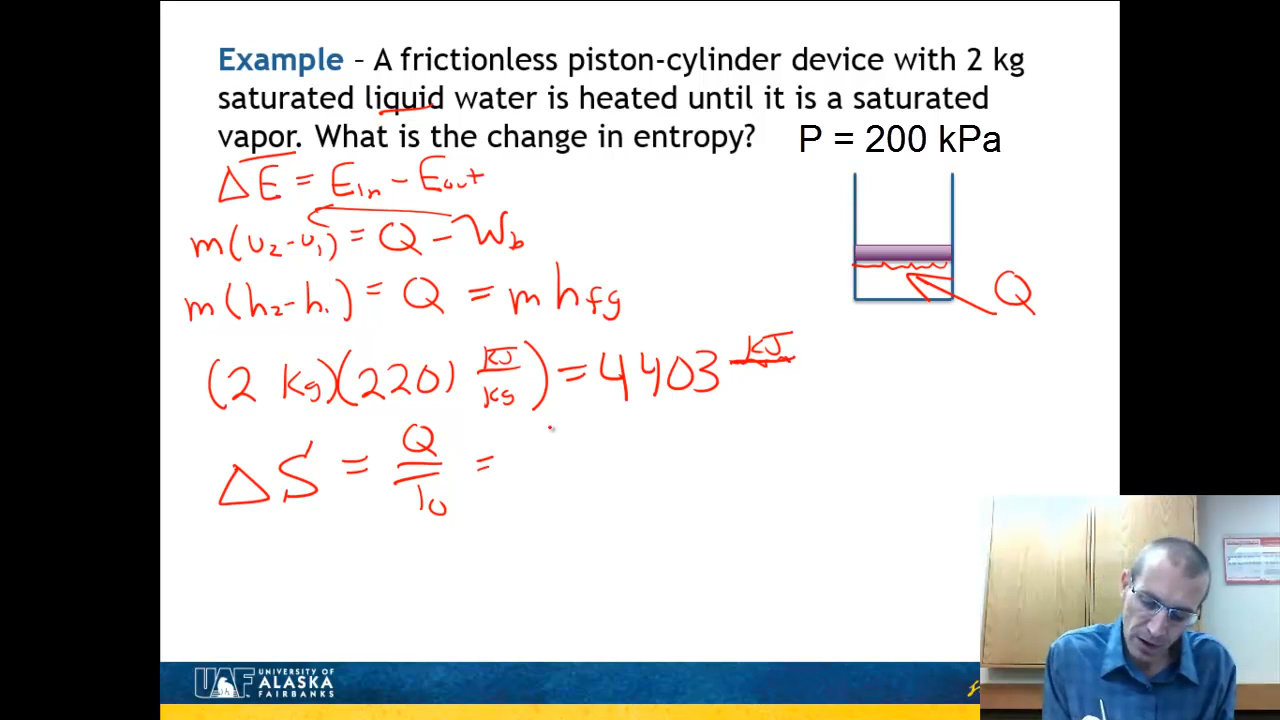 Example – A frictionless piston-cylinder device with 2 kg
saturated liquid water is heated until it is a saturated
vapor. What is the change in entropy?
P = 200 kPa
ΔE = Ein − Eout
m(u2−u1) = Q − Wb
m(h2−h1) = Q = m hfg
Q
(2 kg)(2201 kJ/kg) = 4403 kJ
ΔS = Q/T0 =
UAF UNIVERSITY OF
ALASKA
FAIRBANKS